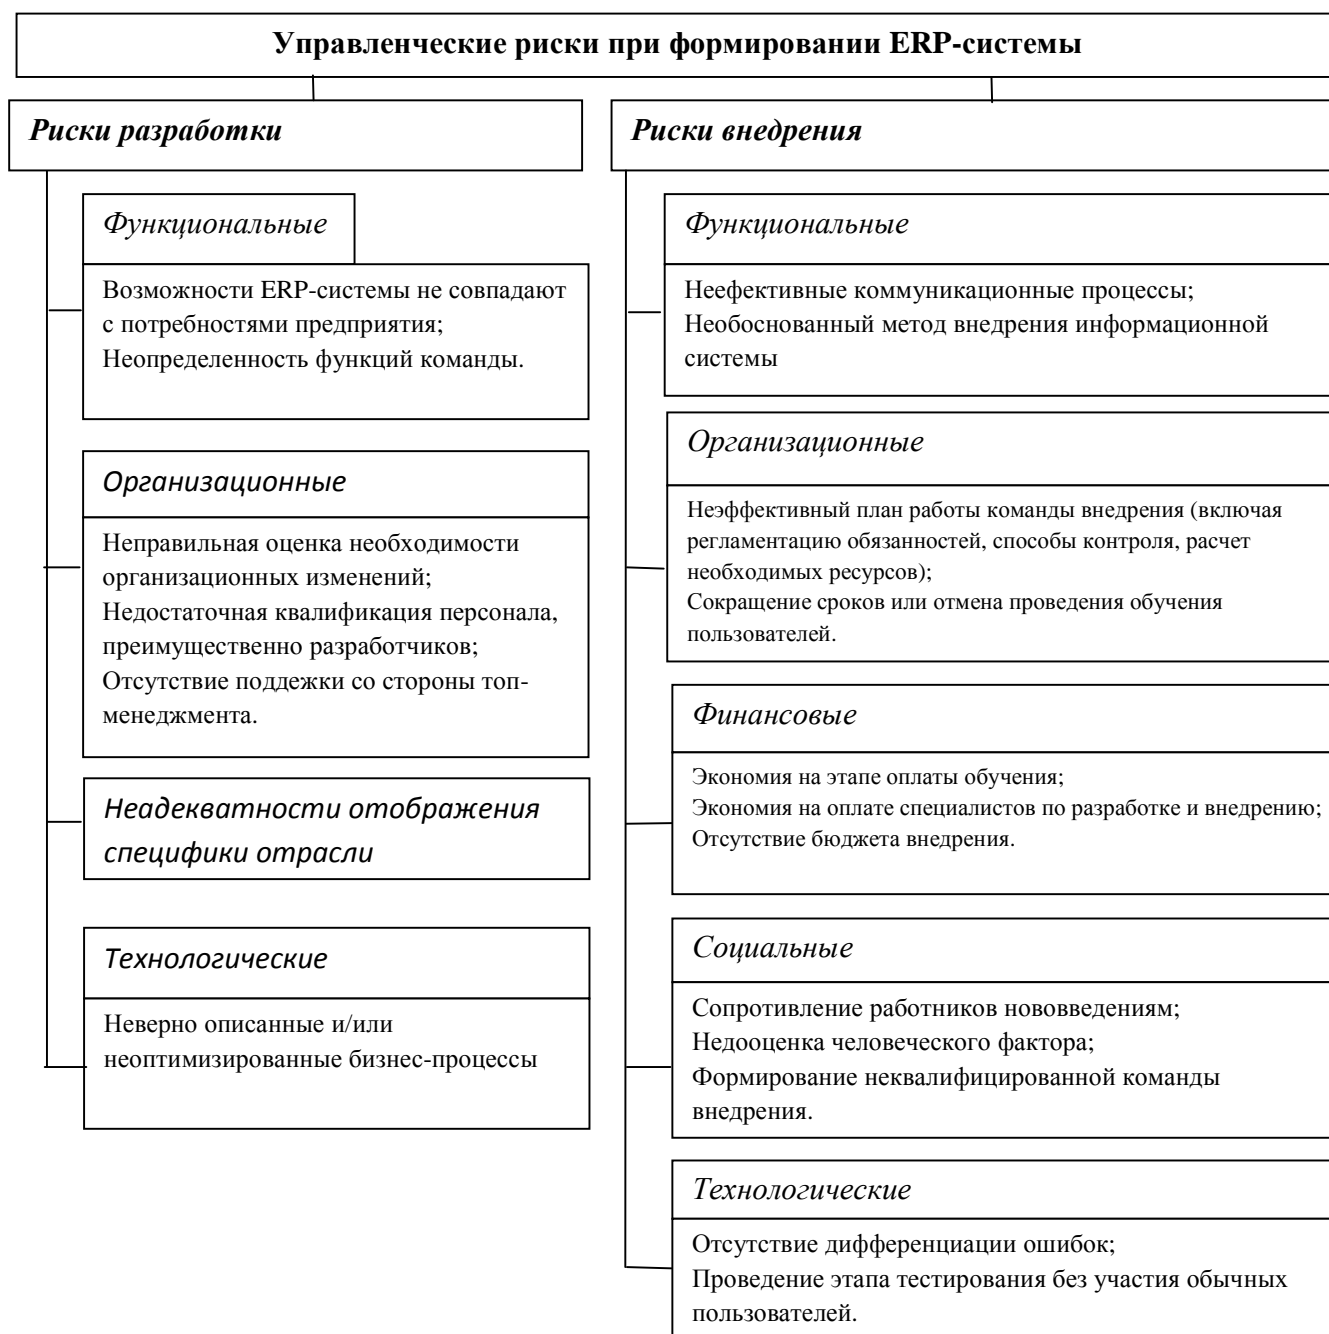 Управленческие риски при формировании ERP-системы
Риски разработки
Функциональные
Возможности ERP-системы не совпадают
с потребностями предприятия;
Неопределенность функций команды.
Организационные
Неправильная оценка необходимости
организационных изменений;
Недостаточная квалификация персонала,
преимущественно разработчиков;
Отсутствие поддежки со стороны топ-
менеджмента.
Неадекватности отображения
специфики отрасли
Технологические
Неверно описанные и/или
неоптимизированные бизнес-процессы
Риски внедрения
Функциональные
Неефективные коммуникационные процессы;
Необоснованный метод внедрения информационной
системы
Организационные
Неэффективный план работы команды внедрения (включая
регламентацию обязанностей, способы контроля, расчет
необходимых ресурсов);
Сокращение сроков или отмена проведения обучения
пользователей.
Финансовые
Экономия на этапе оплаты обучения;
Экономия на оплате специалистов по разработке и внедрению;
Отсутствие бюджета внедрения.
Социальные
Сопротивление работников нововведениям;
Недооценка человеческого фактора;
Формирование неквалифицированной команды
внедрения.
Технологические
Отсутствие дифференциации ошибок;
Проведение этапа тестирования без участия обычных
пользователей.